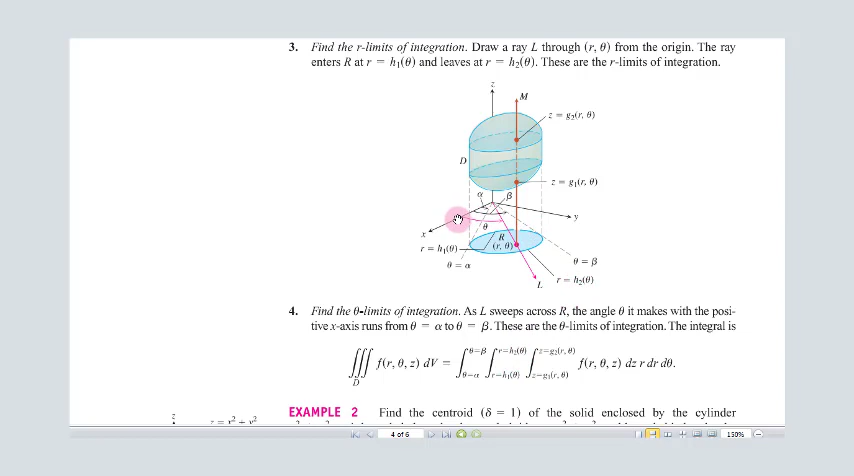 3. Find the r-limits of integration. Draw a ray L through (r, θ) from the origin. The ray
enters R at r = h₁(θ) and leaves at r = h₂(θ). These are the r-limits of integration.
z
M
z = g₂(r, θ)
D
z = g₁(r, θ)
α
β
y
θ
x
R
r = h₁(θ)
(r, θ)
θ = α
θ = β
r = h₂(θ)
L
4. Find the θ-limits of integration. As L sweeps across R, the angle θ it makes with the posi-
tive x-axis runs from θ = α to θ = β. These are the θ-limits of integration. The integral is
∭_D f(r, θ, z) dV = ∫_{θ=α}^{θ=β} ∫_{r=h₁(θ)}^{r=h₂(θ)} ∫_{z=g₁(r, θ)}^{z=g₂(r, θ)} f(r, θ, z) dz r dr dθ.
EXAMPLE 2 Find the centroid (δ = 1) of the solid enclosed by the cylinder
z
4 of 6
150%